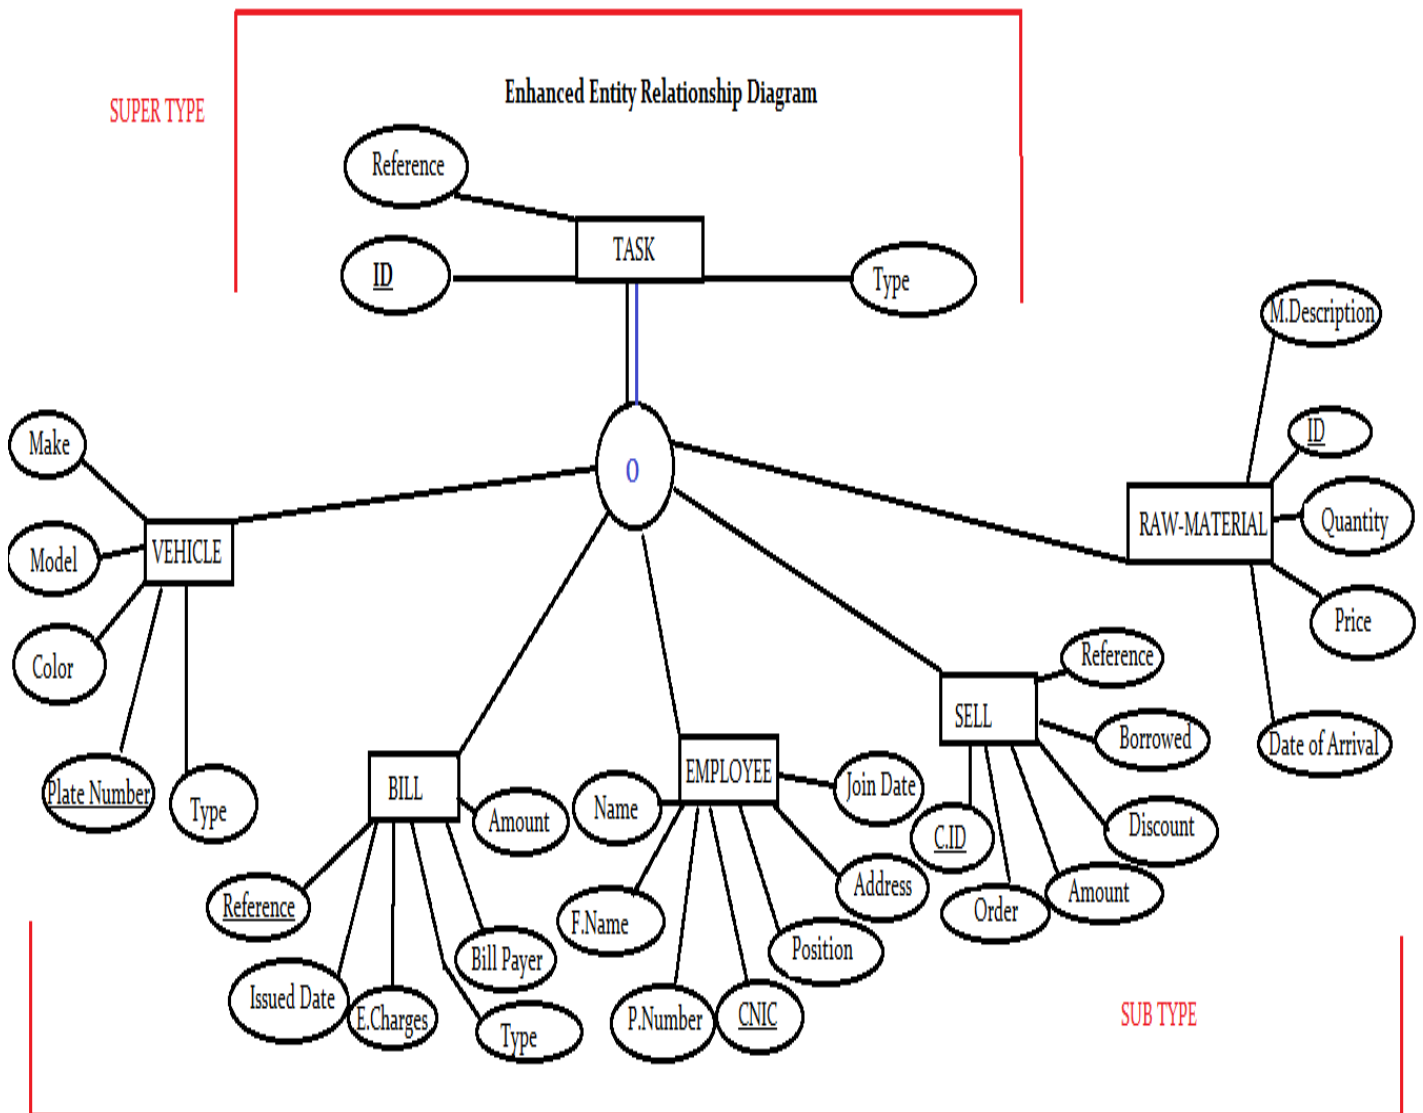 Enhanced Entity Relationship Diagram
SUPER TYPE
Reference
TASK
ID
Type
M.Description
Make
ID
O
RAW-MATERIAL
Quantity
VEHICLE
Model
Price
Color
Reference
SELL
Borrowed
Date of Arrival
Plate Number
Type
BILL
Amount
EMPLOYEE
Name
Join Date
C.ID
Discount
Reference
F.Name
Address
Order
Amount
Bill Payer
Position
Issued Date
E.Charges
Type
P.Number
CNIC
SUB TYPE